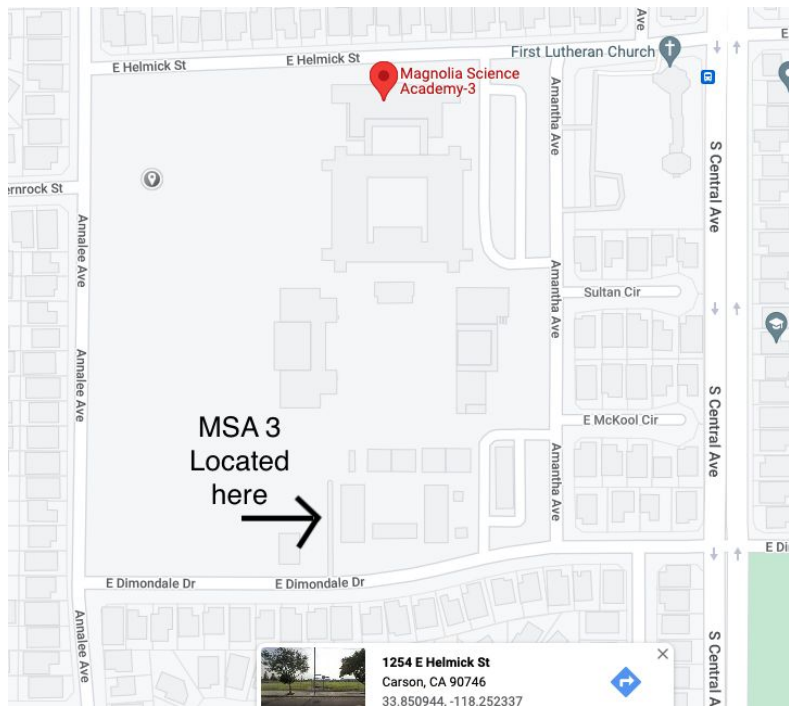 Ave
E
First Lutheran Church
E Helmick St
E Helmick St
Magnolia Science
Academy-3
Amantha Ave
S Central Ave
ernrock St
Annalee Ave
Amantha Ave
Sultan Cir
Annalee Ave
S Central Ave
E McKool Cir
MSA 3
Located
here
Amantha Ave
E Di
E Dimondale Dr
E Dimondale Dr
Annalee Ave
S Central A
1254 E Helmick St
Carson, CA 90746
33.850944, -118.252337